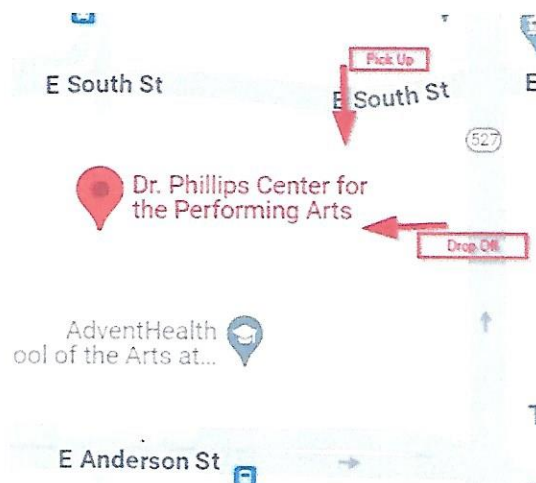 Pick Up
E South St
E South St
527
Dr. Phillips Center for
the Performing Arts
Drop Off
AdventHealth
ool of the Arts at...
E Anderson St